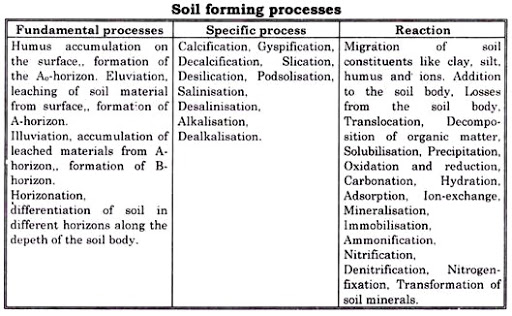 Soil forming processes
Fundamental processes
Humus accumulation on
the surface,, formation of
the A₀-horizon. Eluviation,
leaching of soil material
from surface,, formation of
A-horizon.
Illuviation, accumulation of
leached materials from A-
horizon,, formation of B-
horizon.
Horizonation,
differentiation of soil in
different horizons along the
depeth of the soil body.
Specific process
Calcification, Gyspification,
Decalcification, Slication,
Desilication, Podsolisation,
Salinisation,
Desalinisation,
Alkalisation,
Dealkalisation.
Reaction
Migration of soil
constituents like clay, silt,
humus and ions. Addition
to the soil body, Losses
from the soil body,
Translocation, Decompo-
sition of organic matter,
Solubilisation, Precipitation,
Oxidation and reduction,
Carbonation, Hydration,
Adsorption, Ion-exchange,
Mineralisation,
Immobilisation,
Ammonification,
Nitrification,
Denitrification, Nitrogen-
fixation, Transformation of
soil minerals.